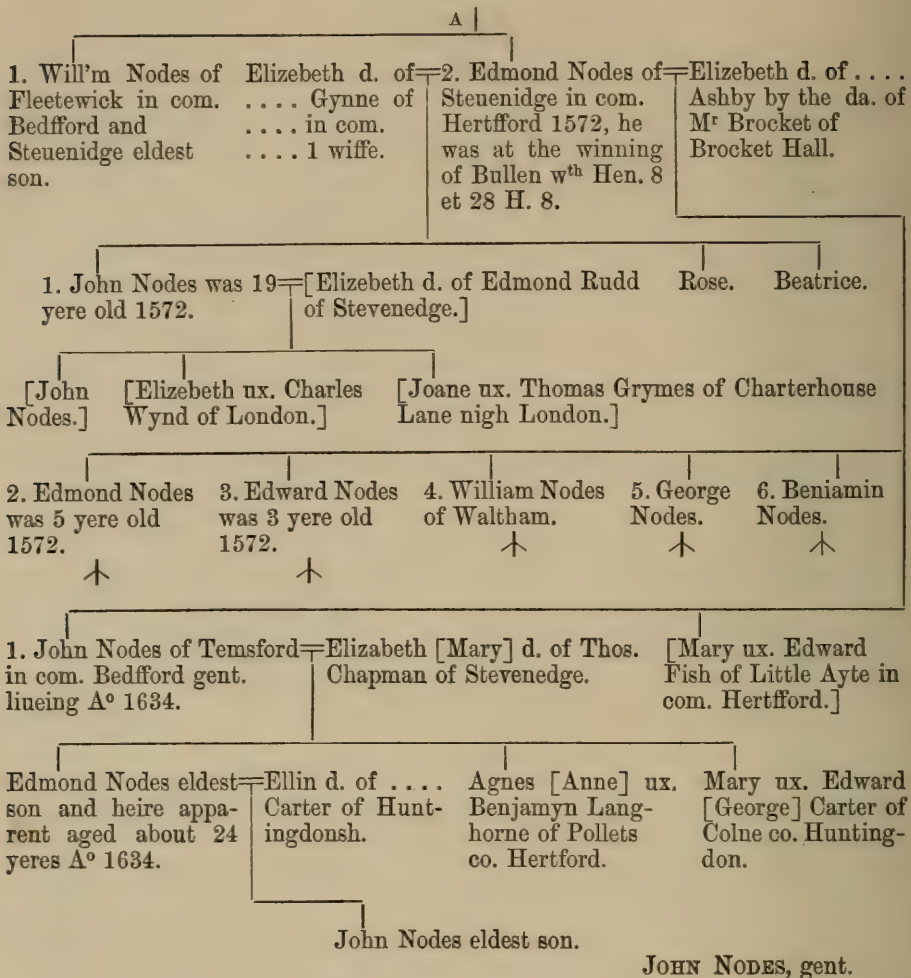 A
1. Will'm Nodes of
Fleetewick in com.
Bedfford and
Steuenidge eldest
son.
Elizebeth d. of
.... Gynne of
.... in com.
.... 1 wiffe.
2. Edmond Nodes of
Steuenidge in com.
Hertfford 1572, he
was at the winning
of Bullen wth Hen. 8
et 28 H. 8.
Elizebeth d. of ....
Ashby by the da. of
Mr Brocket of
Brocket Hall.
1. John Nodes was 19
yere old 1572.
[Elizebeth d. of Edmond Rudd
of Stevenedge.]
Rose.
Beatrice.
[John
Nodes.]
[Elizebeth ux. Charles
Wynd of London.]
[Joane ux. Thomas Grymes of Charterhouse
Lane nigh London.]
2. Edmond Nodes
was 5 yere old
1572.
3. Edward Nodes
was 3 yere old
1572.
4. William Nodes
of Waltham.
5. George
Nodes.
6. Beniamin
Nodes.
1. John Nodes of Temsford
in com. Bedfford gent.
liueing Ao 1634.
Elizabeth [Mary] d. of Thos.
Chapman of Stevenedge.
[Mary ux. Edward
Fish of Little Ayte in
com. Hertfford.]
Edmond Nodes eldest
son and heire appa-
rent aged about 24
yeres Ao 1634.
Ellin d. of ....
Carter of Hunt-
ingdonsh.
Agnes [Anne] ux.
Benjamyn Lang-
horne of Pollets
co. Hertford.
Mary ux. Edward
[George] Carter of
Colne co. Hunting-
don.
John Nodes eldest son.
JOHN NODES, gent.